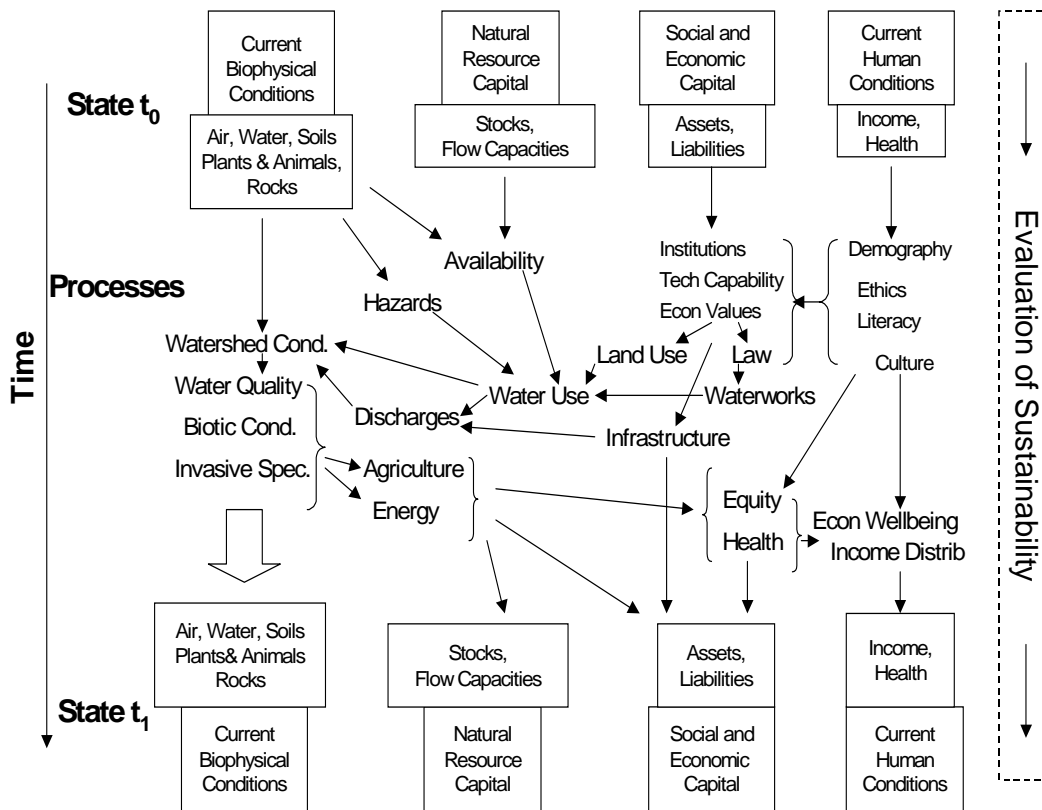 Current
Biophysical
Conditions
Natural
Resource
Capital
Social and
Economic
Capital
Current
Human
Conditions
State t0
Air, Water, Soils
Plants & Animals,
Rocks
Stocks,
Flow Capacities
Assets,
Liabilities
Income,
Health
Time
Processes
Evaluation of Sustainability
Availability
Hazards
Institutions
Tech Capability
Econ Values
Demography
Ethics
Literacy
Culture
Watershed Cond.
Water Quality
Biotic Cond.
Invasive Spec.
Land Use
Law
Water Use
Waterworks
Discharges
Infrastructure
Agriculture
Energy
Equity
Health
Econ Wellbeing
Income Distrib
Air, Water, Soils
Plants& Animals
Rocks
Stocks,
Flow Capacities
Assets,
Liabilities
Income,
Health
State t1
Current
Biophysical
Conditions
Natural
Resource
Capital
Social and
Economic
Capital
Current
Human
Conditions